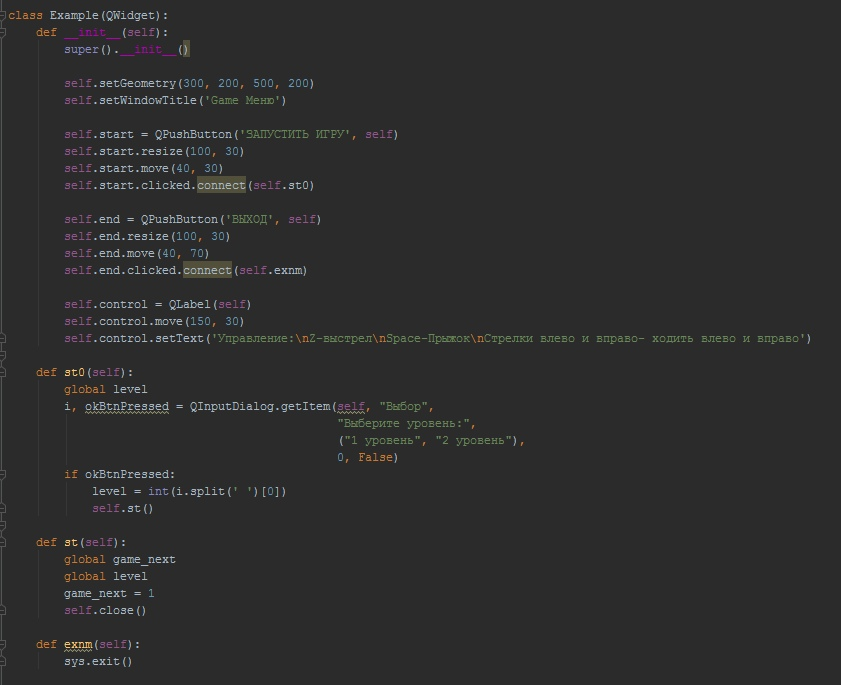 class Example(QWidget):
    def __init__(self):
        super().__init__()

        self.setGeometry(300, 200, 500, 200)
        self.setWindowTitle('Game Меню')

        self.start = QPushButton('ЗАПУСТИТЬ ИГРУ', self)
        self.start.resize(100, 30)
        self.start.move(40, 30)
        self.start.clicked.connect(self.st0)

        self.end = QPushButton('ВЫХОД', self)
        self.end.resize(100, 30)
        self.end.move(40, 70)
        self.end.clicked.connect(self.exnm)

        self.control = QLabel(self)
        self.control.move(150, 30)
        self.control.setText('Управление:\nZ-выстрел\nSpace-Прыжок\nСтрелки влево и вправо- ходить влево и вправо')

    def st0(self):
        global level
        i, okBtnPressed = QInputDialog.getItem(self, "Выбор",
                                               "Выберите уровень:",
                                               ("1 уровень", "2 уровень"),
                                               0, False)
        if okBtnPressed:
            level = int(i.split(' ')[0])
            self.st()

    def st(self):
        global game_next
        global level
        game_next = 1
        self.close()

    def exnm(self):
        sys.exit()